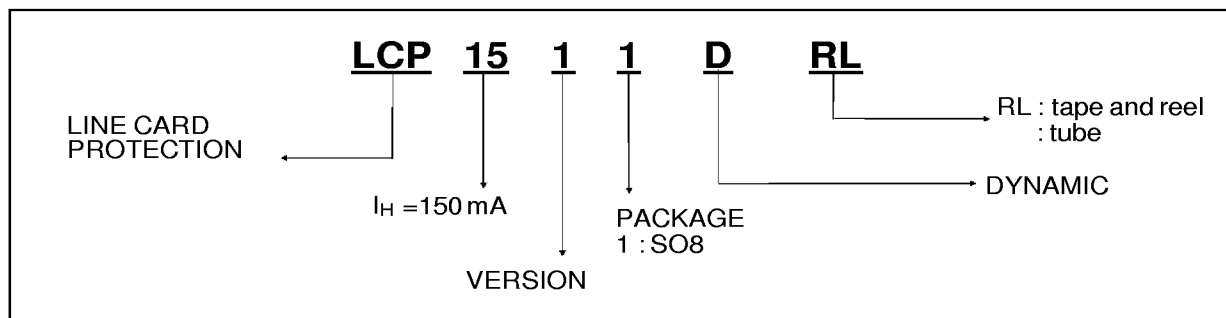 LCP 15 1 1 D RL
RL : tape and reel
: tube
LINE CARD
PROTECTION
DYNAMIC
IH =150 mA
PACKAGE
1 : SO8
VERSION